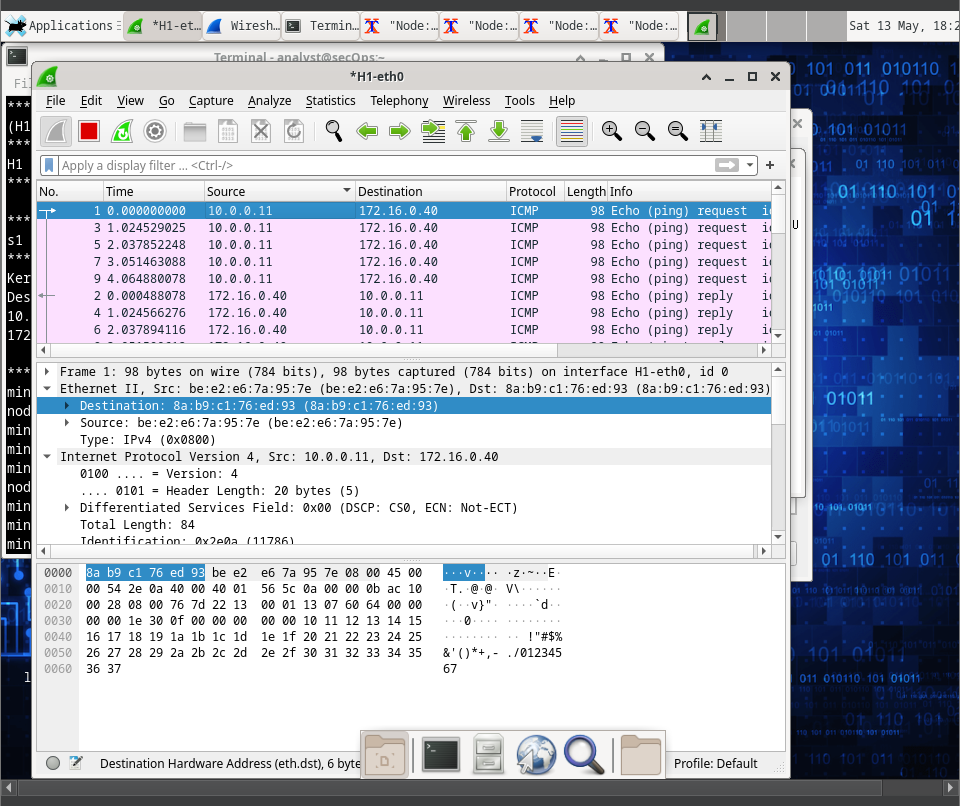 Applications *H1-et... Wiresh... Termin... "Node:... "Node:... "Node:... "Node:... Sat 13 May, 18:2
Terminal - analyst@secOps:~
*H1-eth0
File Edit View Go Capture Analyze Statistics Telephony Wireless Tools Help
Apply a display filter ... <Ctrl-/> +
No. Time Source Destination Protocol Length Info
1 0.000000000 10.0.0.11 172.16.0.40 ICMP 98 Echo (ping) request i
3 1.024529025 10.0.0.11 172.16.0.40 ICMP 98 Echo (ping) request i
5 2.037852248 10.0.0.11 172.16.0.40 ICMP 98 Echo (ping) request i
7 3.051463088 10.0.0.11 172.16.0.40 ICMP 98 Echo (ping) request i
9 4.064880078 10.0.0.11 172.16.0.40 ICMP 98 Echo (ping) request i
2 0.000488078 172.16.0.40 10.0.0.11 ICMP 98 Echo (ping) reply i
4 1.024566276 172.16.0.40 10.0.0.11 ICMP 98 Echo (ping) reply i
6 2.037894116 172.16.0.40 10.0.0.11 ICMP 98 Echo (ping) reply i
Frame 1: 98 bytes on wire (784 bits), 98 bytes captured (784 bits) on interface H1-eth0, id 0
Ethernet II, Src: be:e2:e6:7a:95:7e (be:e2:e6:7a:95:7e), Dst: 8a:b9:c1:76:ed:93 (8a:b9:c1:76:ed:93)
Destination: 8a:b9:c1:76:ed:93 (8a:b9:c1:76:ed:93)
Source: be:e2:e6:7a:95:7e (be:e2:e6:7a:95:7e)
Type: IPv4 (0x0800)
Internet Protocol Version 4, Src: 10.0.0.11, Dst: 172.16.0.40
0100 .... = Version: 4
.... 0101 = Header Length: 20 bytes (5)
Differentiated Services Field: 0x00 (DSCP: CS0, ECN: Not-ECT)
Total Length: 84
Identification: 0x2e0a (11786)
0000 8a b9 c1 76 ed 93 be e2 e6 7a 95 7e 08 00 45 00 ···v···· ·z·~··E·
0010 00 54 2e 0a 40 00 40 01 56 5c 0a 00 00 0b ac 10 ·T.·@·@· V\······
0020 00 28 08 00 76 7d 22 13 00 01 13 07 60 64 00 00 ·(··v}"· ····`d··
0030 00 00 1e 30 0f 00 00 00 00 00 10 11 12 13 14 15 ···0···· ········
0040 16 17 18 19 1a 1b 1c 1d 1e 1f 20 21 22 23 24 25 ········ ·· !"#$%
0050 26 27 28 29 2a 2b 2c 2d 2e 2f 30 31 32 33 34 35 &'()*+,- ./012345
0060 36 37 67
Destination Hardware Address (eth.dst), 6 byte Profile: Default